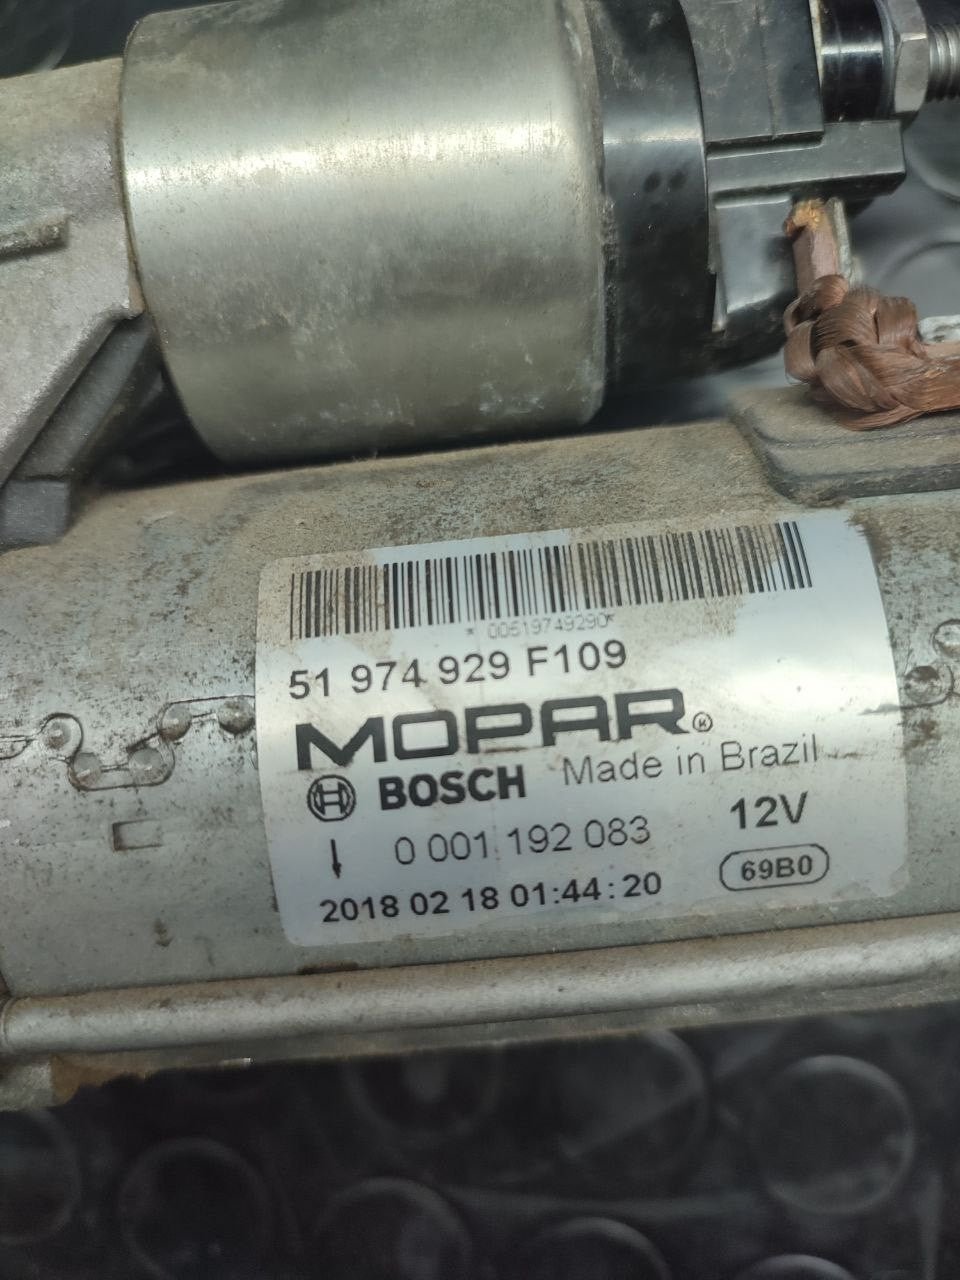 * 00519749290*
51 974 929 F109
MOPAR®
BOSCH Made in Brazil
0 001 192 083 12V
2018 02 18 01:44:20 69B0